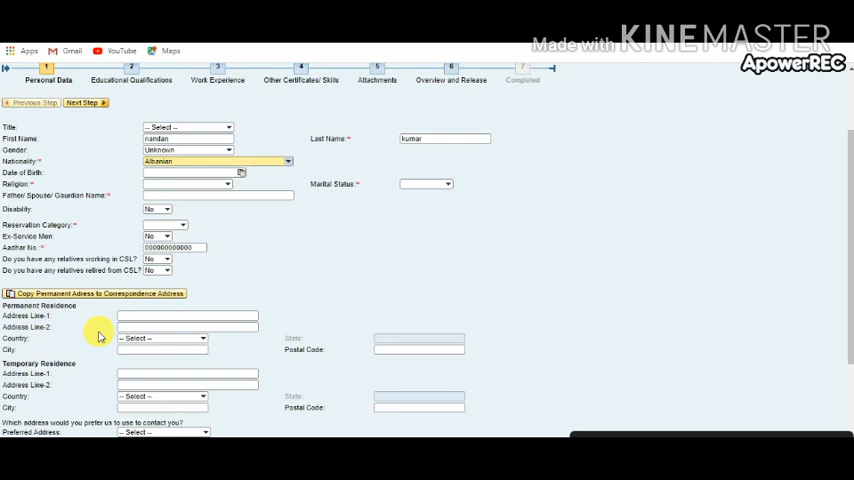 Apps Gmail YouTube Maps
Made with KINEMASTER
ApowerREC
1 2 3 4 5 6 7
Personal Data Educational Qualifications Work Experience Other Certificates/ Skills Attachments Overview and Release Completed
Previous Step Next Step
Title: -- Select --
First Name: nandan Last Name:* kumar
Gender: Unknown
Nationality:* Albanian
Date of Birth:
Religion:* Marital Status:*
Father/ Spouse/ Gaurdian Name:*
Disability: No
Reservation Category:*
Ex-Service Men: No
Aadhar No.:* 000000000000
Do you have any relatives working in CSL? No
Do you have any relatives retired from CSL? No
Copy Permanent Adress to Correspondence Address
Permanent Residence
Address Line-1:
Address Line-2:
Country: -- Select -- State:
City: Postal Code:
Temporary Residence
Address Line-1:
Address Line-2:
Country: -- Select -- State:
City: Postal Code:
Which address would you prefer us to use to contact you?
Preferred Address: -- Select --